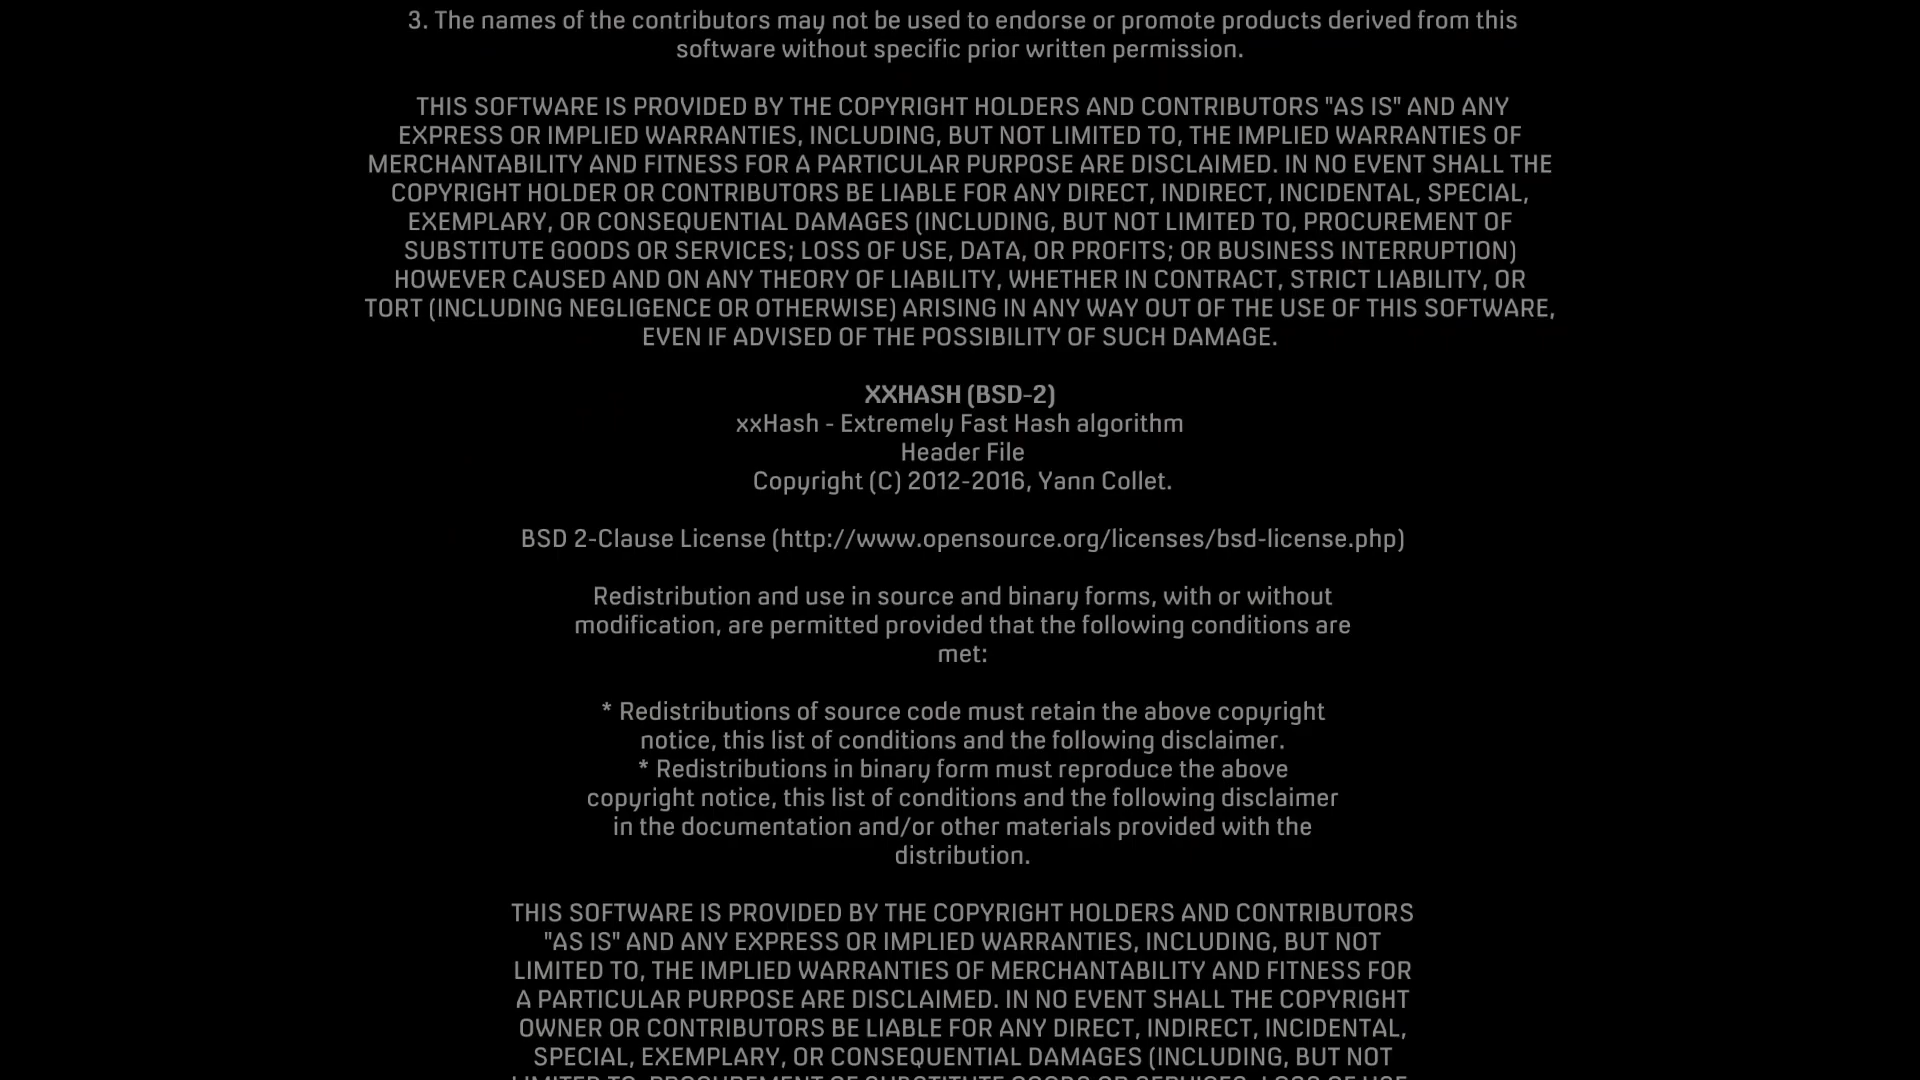 3. The names of the contributors may not be used to endorse or promote products derived from this
software without specific prior written permission.
THIS SOFTWARE IS PROVIDED BY THE COPYRIGHT HOLDERS AND CONTRIBUTORS "AS IS" AND ANY
EXPRESS OR IMPLIED WARRANTIES, INCLUDING, BUT NOT LIMITED TO, THE IMPLIED WARRANTIES OF
MERCHANTABILITY AND FITNESS FOR A PARTICULAR PURPOSE ARE DISCLAIMED. IN NO EVENT SHALL THE
COPYRIGHT HOLDER OR CONTRIBUTORS BE LIABLE FOR ANY DIRECT, INDIRECT, INCIDENTAL, SPECIAL,
EXEMPLARY, OR CONSEQUENTIAL DAMAGES (INCLUDING, BUT NOT LIMITED TO, PROCUREMENT OF
SUBSTITUTE GOODS OR SERVICES; LOSS OF USE, DATA, OR PROFITS; OR BUSINESS INTERRUPTION)
HOWEVER CAUSED AND ON ANY THEORY OF LIABILITY, WHETHER IN CONTRACT, STRICT LIABILITY, OR
TORT (INCLUDING NEGLIGENCE OR OTHERWISE) ARISING IN ANY WAY OUT OF THE USE OF THIS SOFTWARE,
EVEN IF ADVISED OF THE POSSIBILITY OF SUCH DAMAGE.
XXHASH (BSD-2)
xxHash - Extremely Fast Hash algorithm
Header File
Copyright (C) 2012-2016, Yann Collet.
BSD 2-Clause License (http://www.opensource.org/licenses/bsd-license.php)
Redistribution and use in source and binary forms, with or without
modification, are permitted provided that the following conditions are
met:
* Redistributions of source code must retain the above copyright
notice, this list of conditions and the following disclaimer.
* Redistributions in binary form must reproduce the above
copyright notice, this list of conditions and the following disclaimer
in the documentation and/or other materials provided with the
distribution.
THIS SOFTWARE IS PROVIDED BY THE COPYRIGHT HOLDERS AND CONTRIBUTORS
"AS IS" AND ANY EXPRESS OR IMPLIED WARRANTIES, INCLUDING, BUT NOT
LIMITED TO, THE IMPLIED WARRANTIES OF MERCHANTABILITY AND FITNESS FOR
A PARTICULAR PURPOSE ARE DISCLAIMED. IN NO EVENT SHALL THE COPYRIGHT
OWNER OR CONTRIBUTORS BE LIABLE FOR ANY DIRECT, INDIRECT, INCIDENTAL,
SPECIAL, EXEMPLARY, OR CONSEQUENTIAL DAMAGES (INCLUDING, BUT NOT